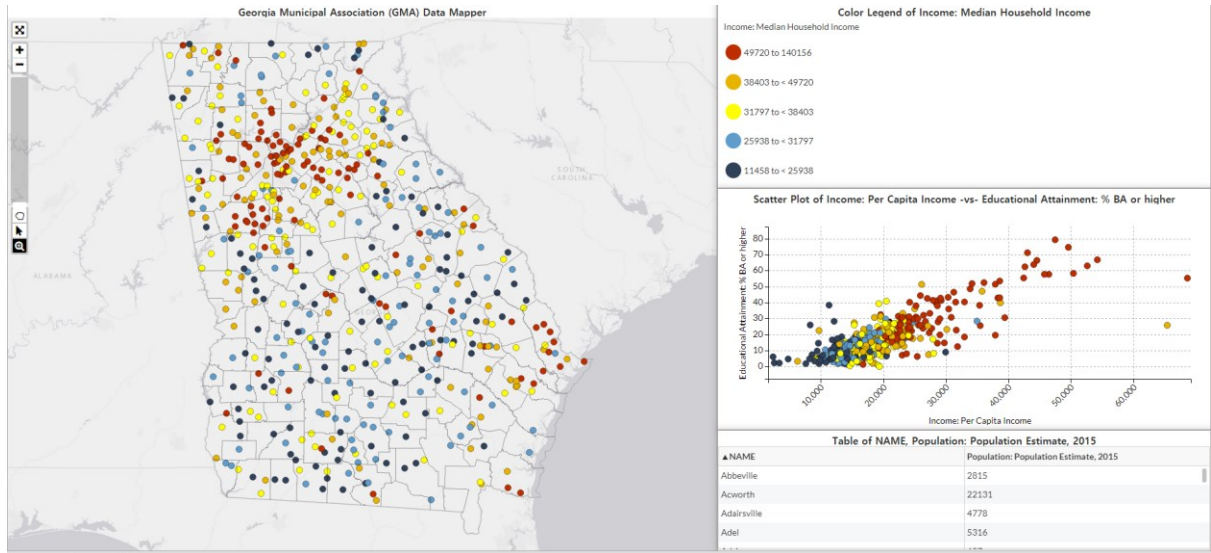 Georgia Municipal Association (GMA) Data Mapper
SOUTH
CAROLINA
ALABAMA
Color Legend of Income: Median Household Income
Income: Median Household Income
49720 to 140156
38403 to < 49720
31797 to < 38403
25938 to < 31797
11458 to < 25938
Scatter Plot of Income: Per Capita Income -vs- Educational Attainment: % BA or higher
Educational Attainment: % BA or higher
80
70
60
50
40
30
20
10
0
10,000
20,000
30,000
40,000
50,000
60,000
Income: Per Capita Income
Table of NAME, Population: Population Estimate, 2015
▲NAME Population: Population Estimate, 2015
Abbeville 2815
Acworth 22131
Adairsville 4778
Adel 5316